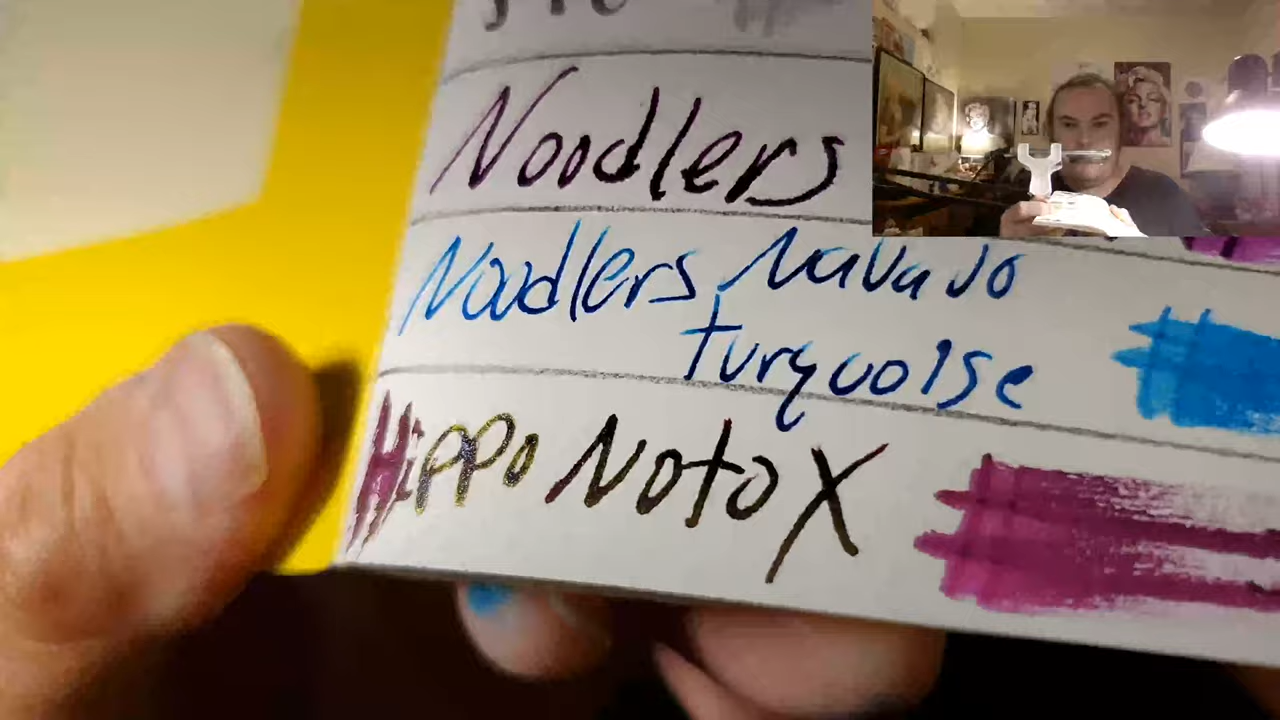 Noodlers
Noodlers Navajo
turquoise
Hippo Noto X